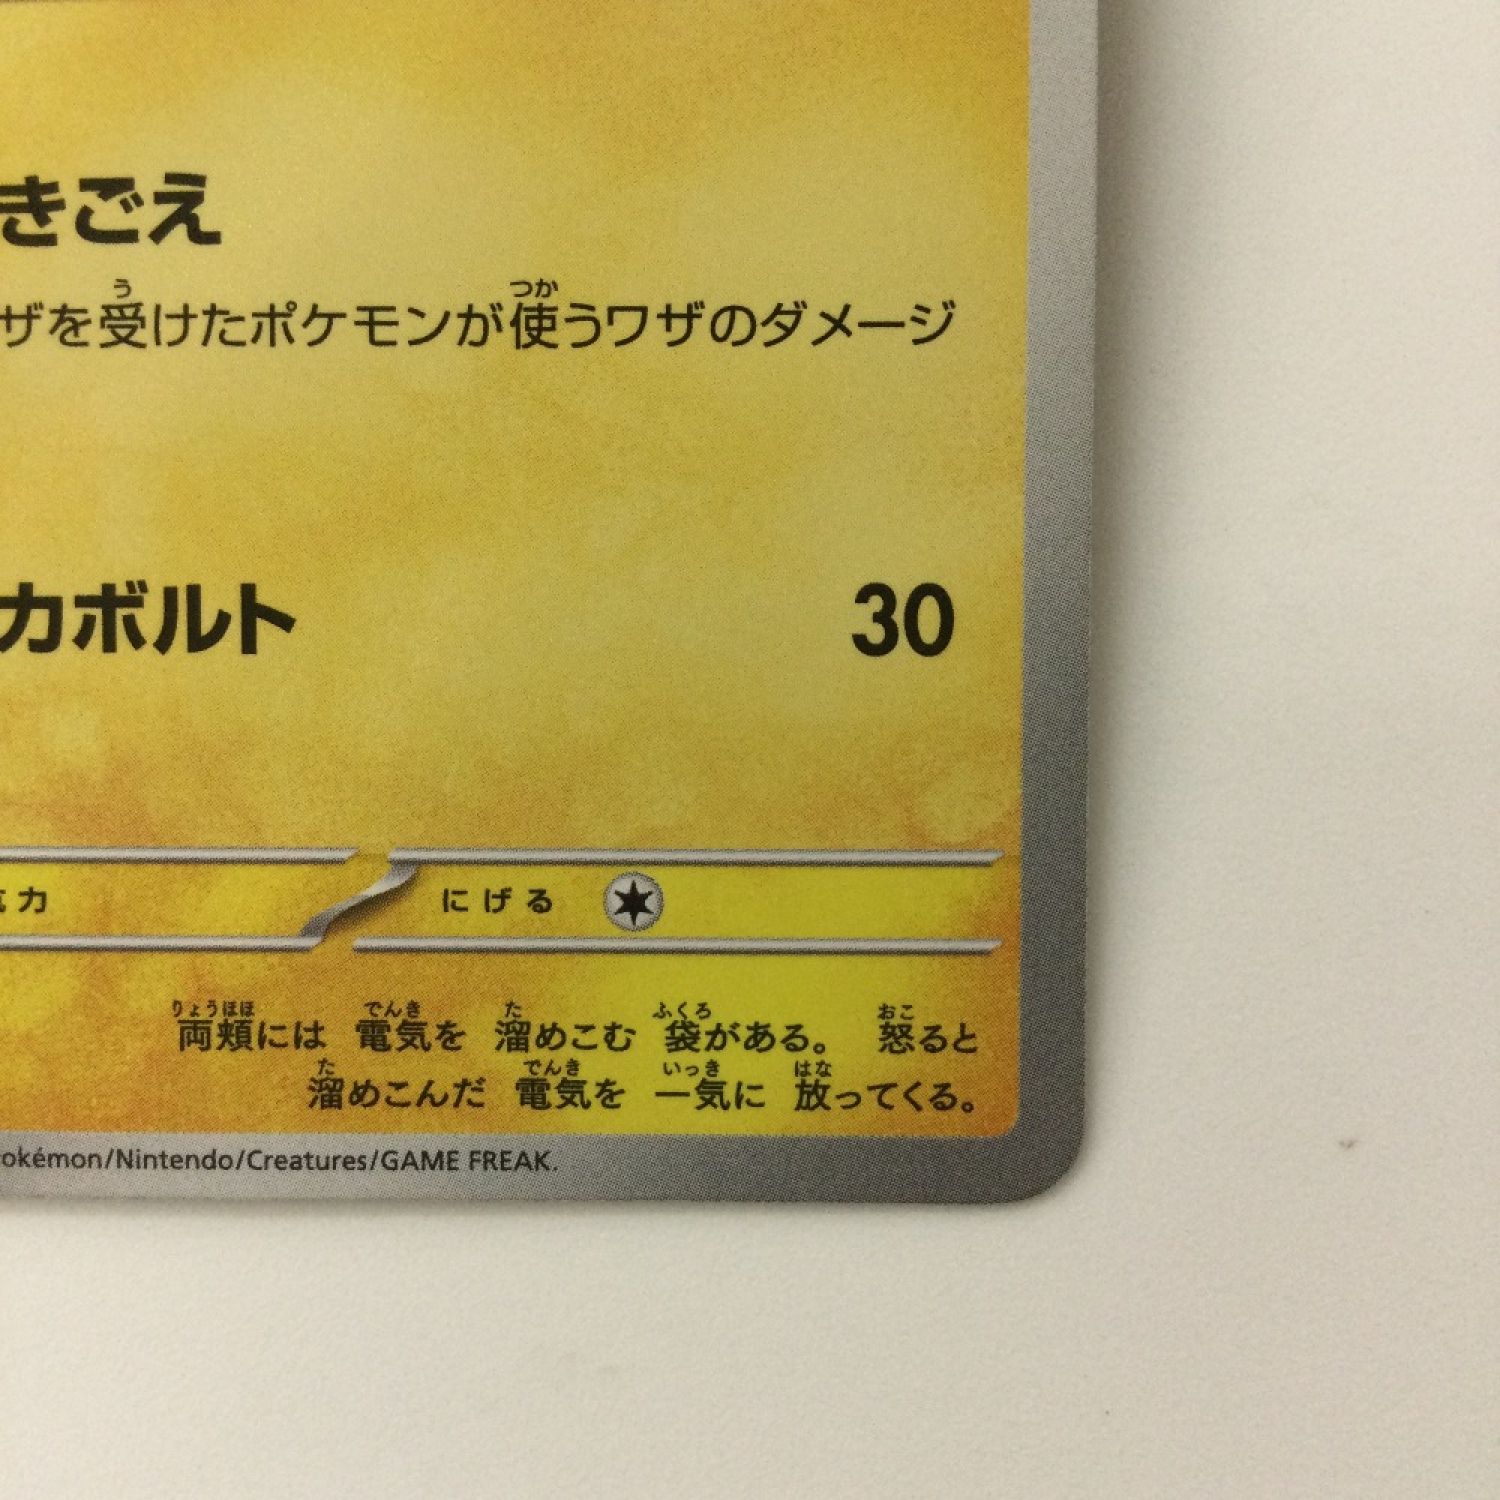 きごえ
ザを受けたポケモンが使うワザのダメージ
カボルト 30
力 にげる
両頬には 電気を 溜めこむ 袋がある。 怒ると
溜めこんだ 電気を 一気に 放ってくる。
okémon/Nintendo/Creatures/GAME FREAK.